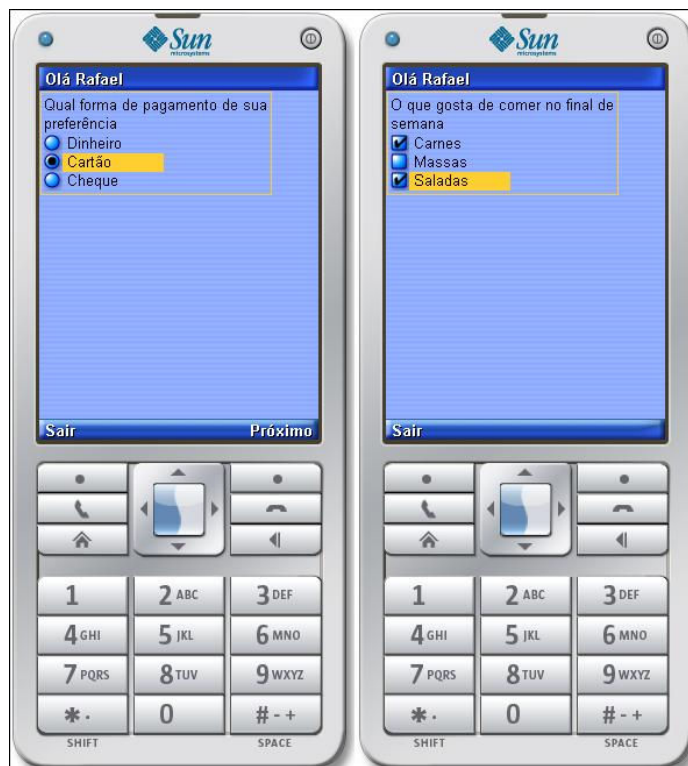 Sun
microsystems
Olá Rafael
Qual forma de pagamento de sua
preferência
Dinheiro
Cartão
Cheque
Sair
Próximo
1
2 ABC
3 DEF
4 GHI
5 JKL
6 MNO
7 PQRS
8 TUV
9 WXYZ
* .
0
# - +
SHIFT
SPACE
Sun
microsystems
Olá Rafael
O que gosta de comer no final de
semana
Carnes
Massas
Saladas
Sair
1
2 ABC
3 DEF
4 GHI
5 JKL
6 MNO
7 PQRS
8 TUV
9 WXYZ
* .
0
# - +
SHIFT
SPACE